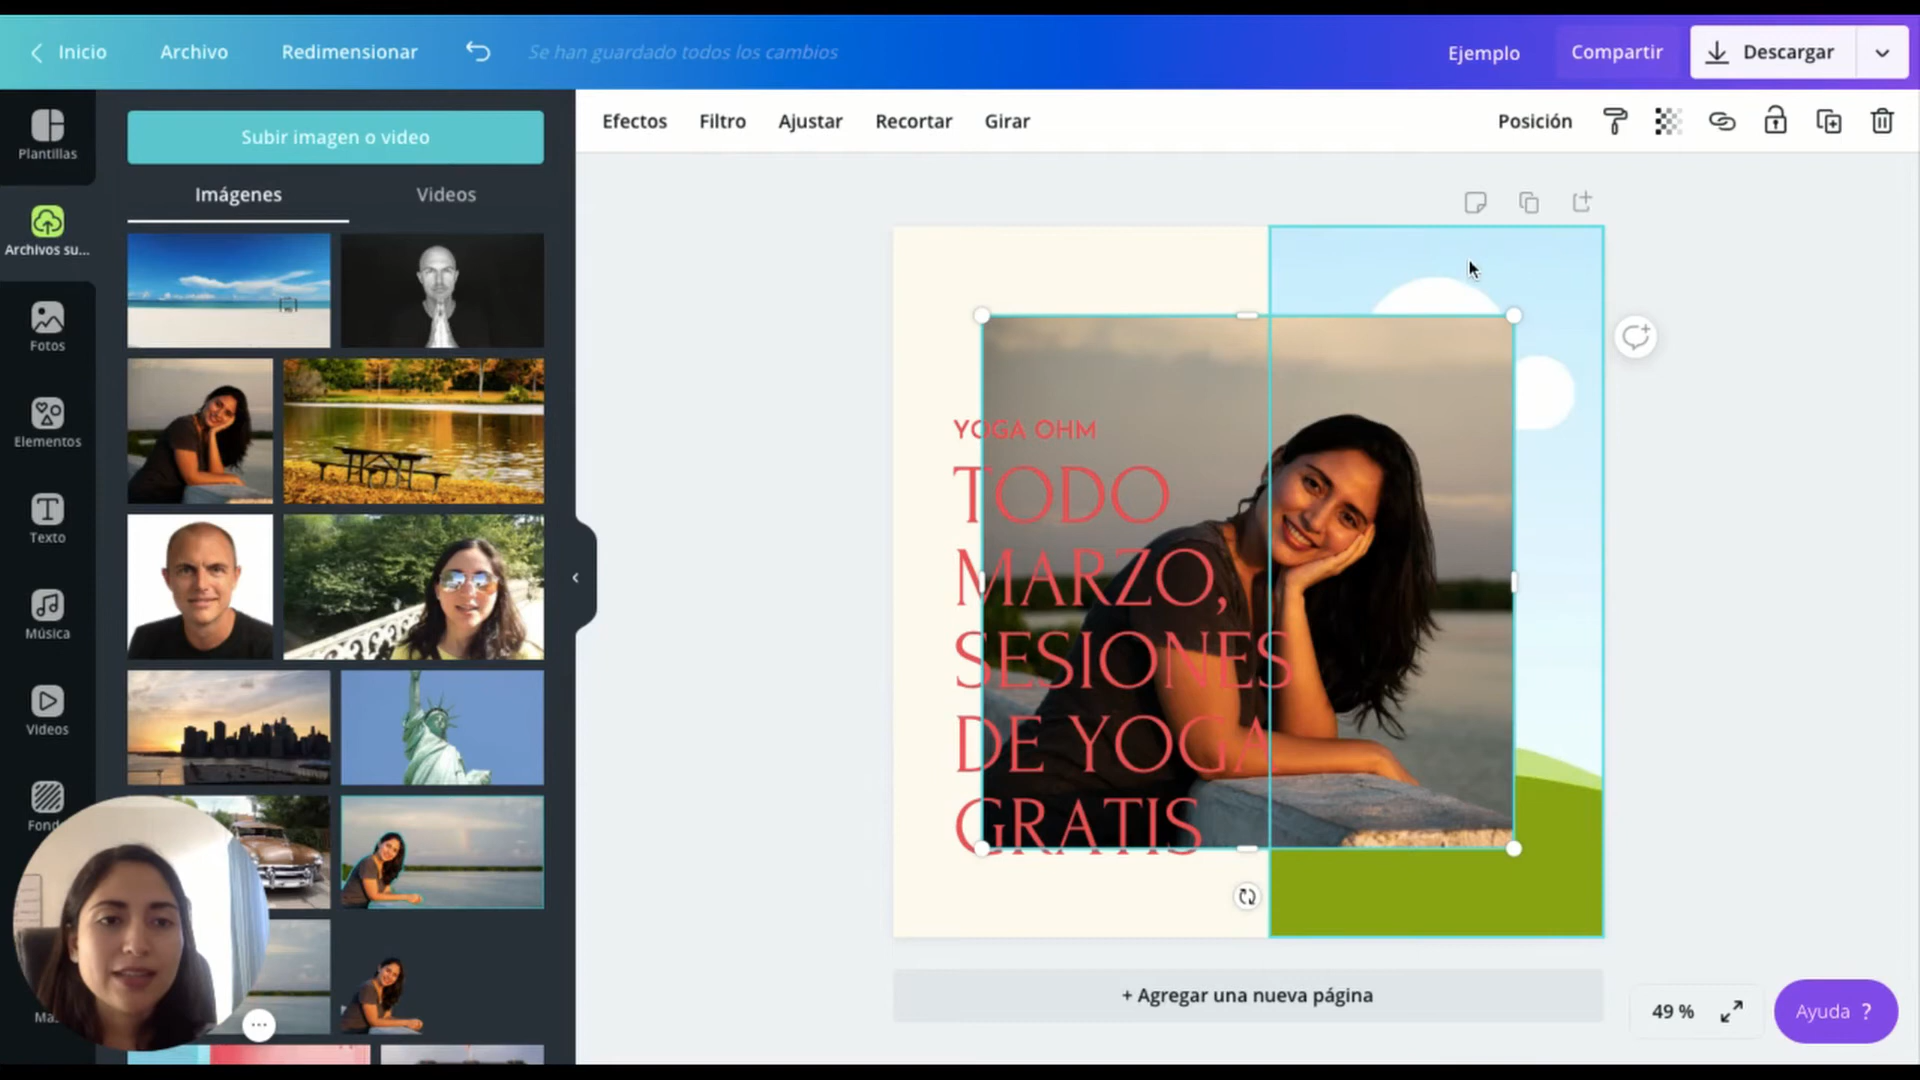 Inicio
Archivo
Redimensionar
Se han guardado todos los cambios
Ejemplo
Compartir
Descargar
Plantillas
Archivos su...
Fotos
Elementos
Texto
Música
Videos
Subir imagen o video
Imágenes
Videos
Efectos
Filtro
Ajustar
Recortar
Girar
Posición
YOGA OHM
TODO
MARZO,
SESIONES
DE YOGA
GRATIS
+ Agregar una nueva página
49 %
Ayuda ?